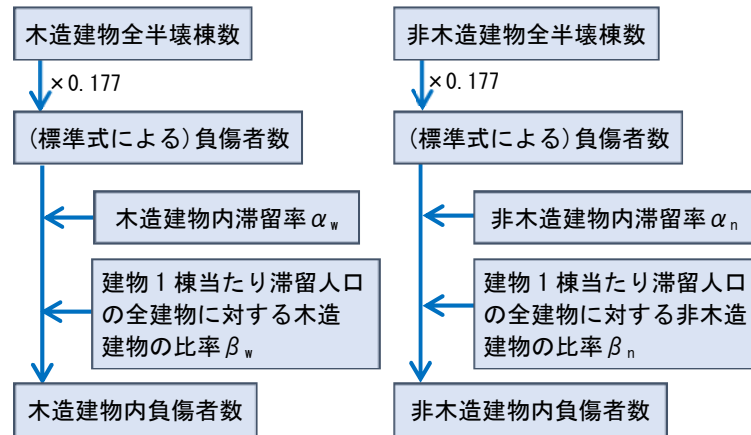 木造建物全半壊棟数
×0.177
(標準式による)負傷者数
木造建物内滞留率αw
建物1棟当たり滞留人口
の全建物に対する木造
建物の比率βw
木造建物内負傷者数
非木造建物全半壊棟数
×0.177
(標準式による)負傷者数
非木造建物内滞留率αn
建物1棟当たり滞留人口
の全建物に対する非木造
建物の比率βn
非木造建物内負傷者数